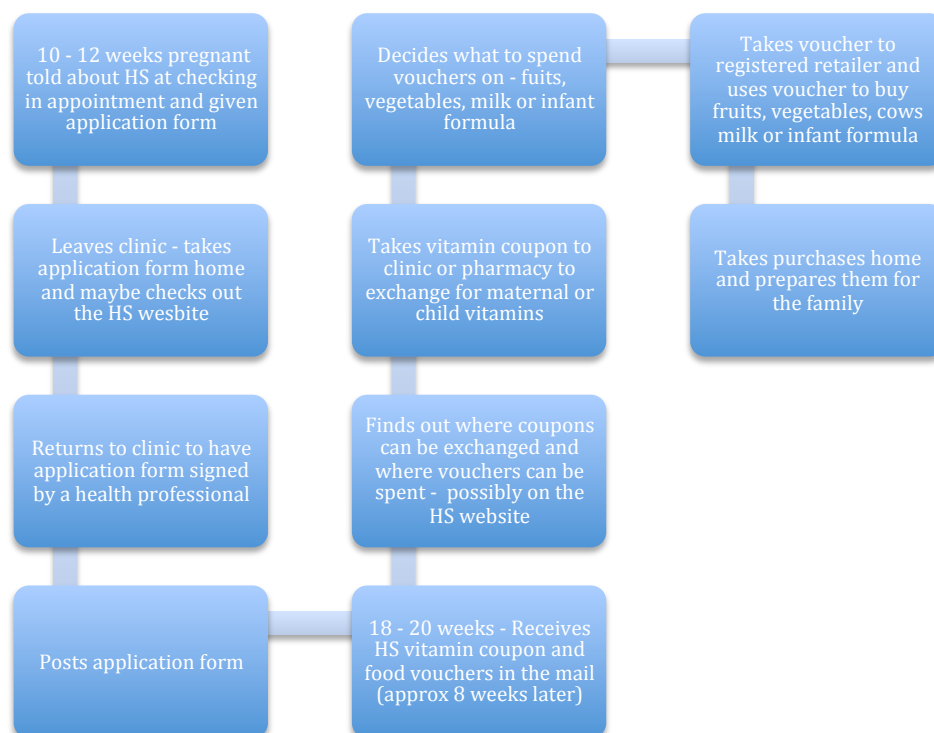 10 - 12 weeks pregnant
told about HS at checking
in appointment and given
application form
Leaves clinic - takes
application form home
and maybe checks out
the HS wesbite
Returns to clinic to have
application form signed
by a health professional
Posts application form
18 - 20 weeks - Receives
HS vitamin coupon and
food vouchers in the mail
(approx 8 weeks later)
Finds out where coupons
can be exchanged and
where vouchers can be
spent - possibly on the
HS website
Takes vitamin coupon to
clinic or pharmacy to
exchange for maternal or
child vitamins
Decides what to spend
vouchers on - fuits,
vegetables, milk or infant
formula
Takes voucher to
registered retailer and
uses voucher to buy
fruits, vegetables, cows
milk or infant formula
Takes purchases home
and prepares them for
the family